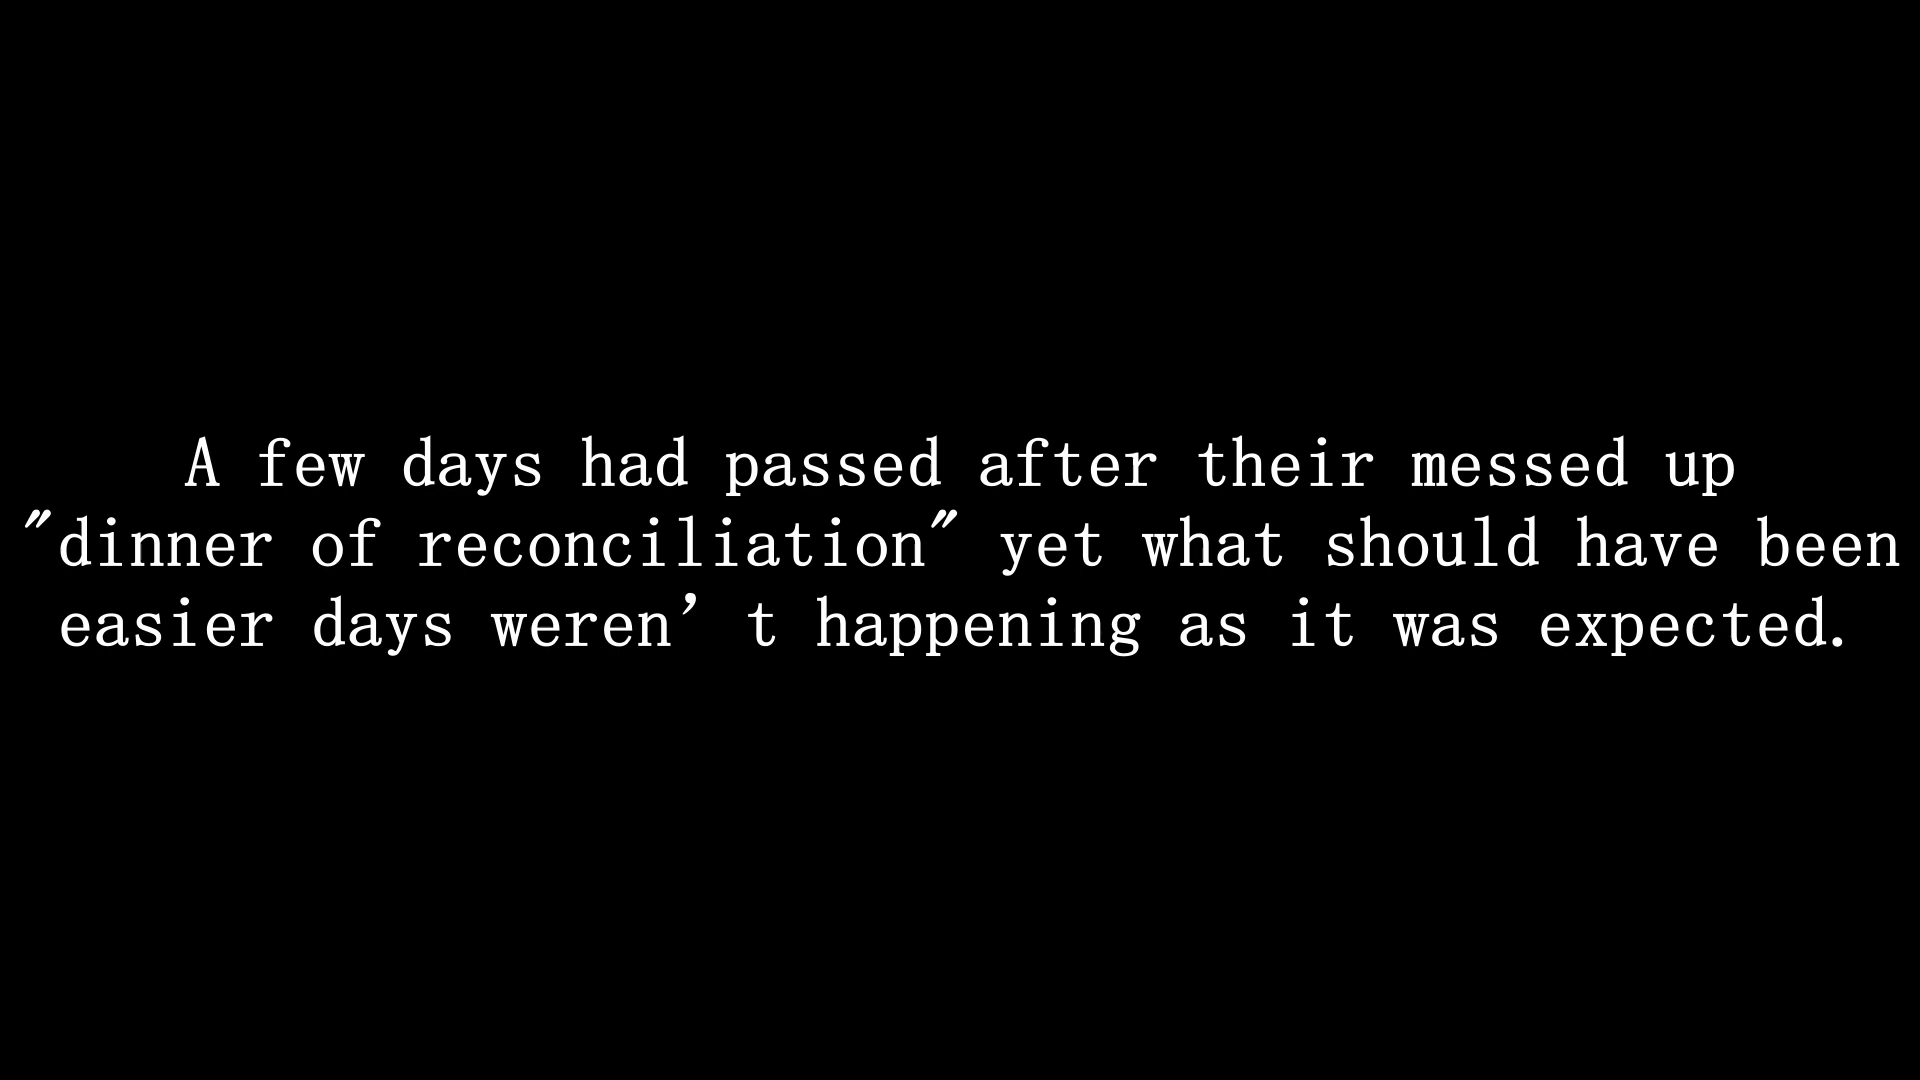 A few days had passed after their messed up
"dinner of reconciliation" yet what should have been
easier days weren’t happening as it was expected.